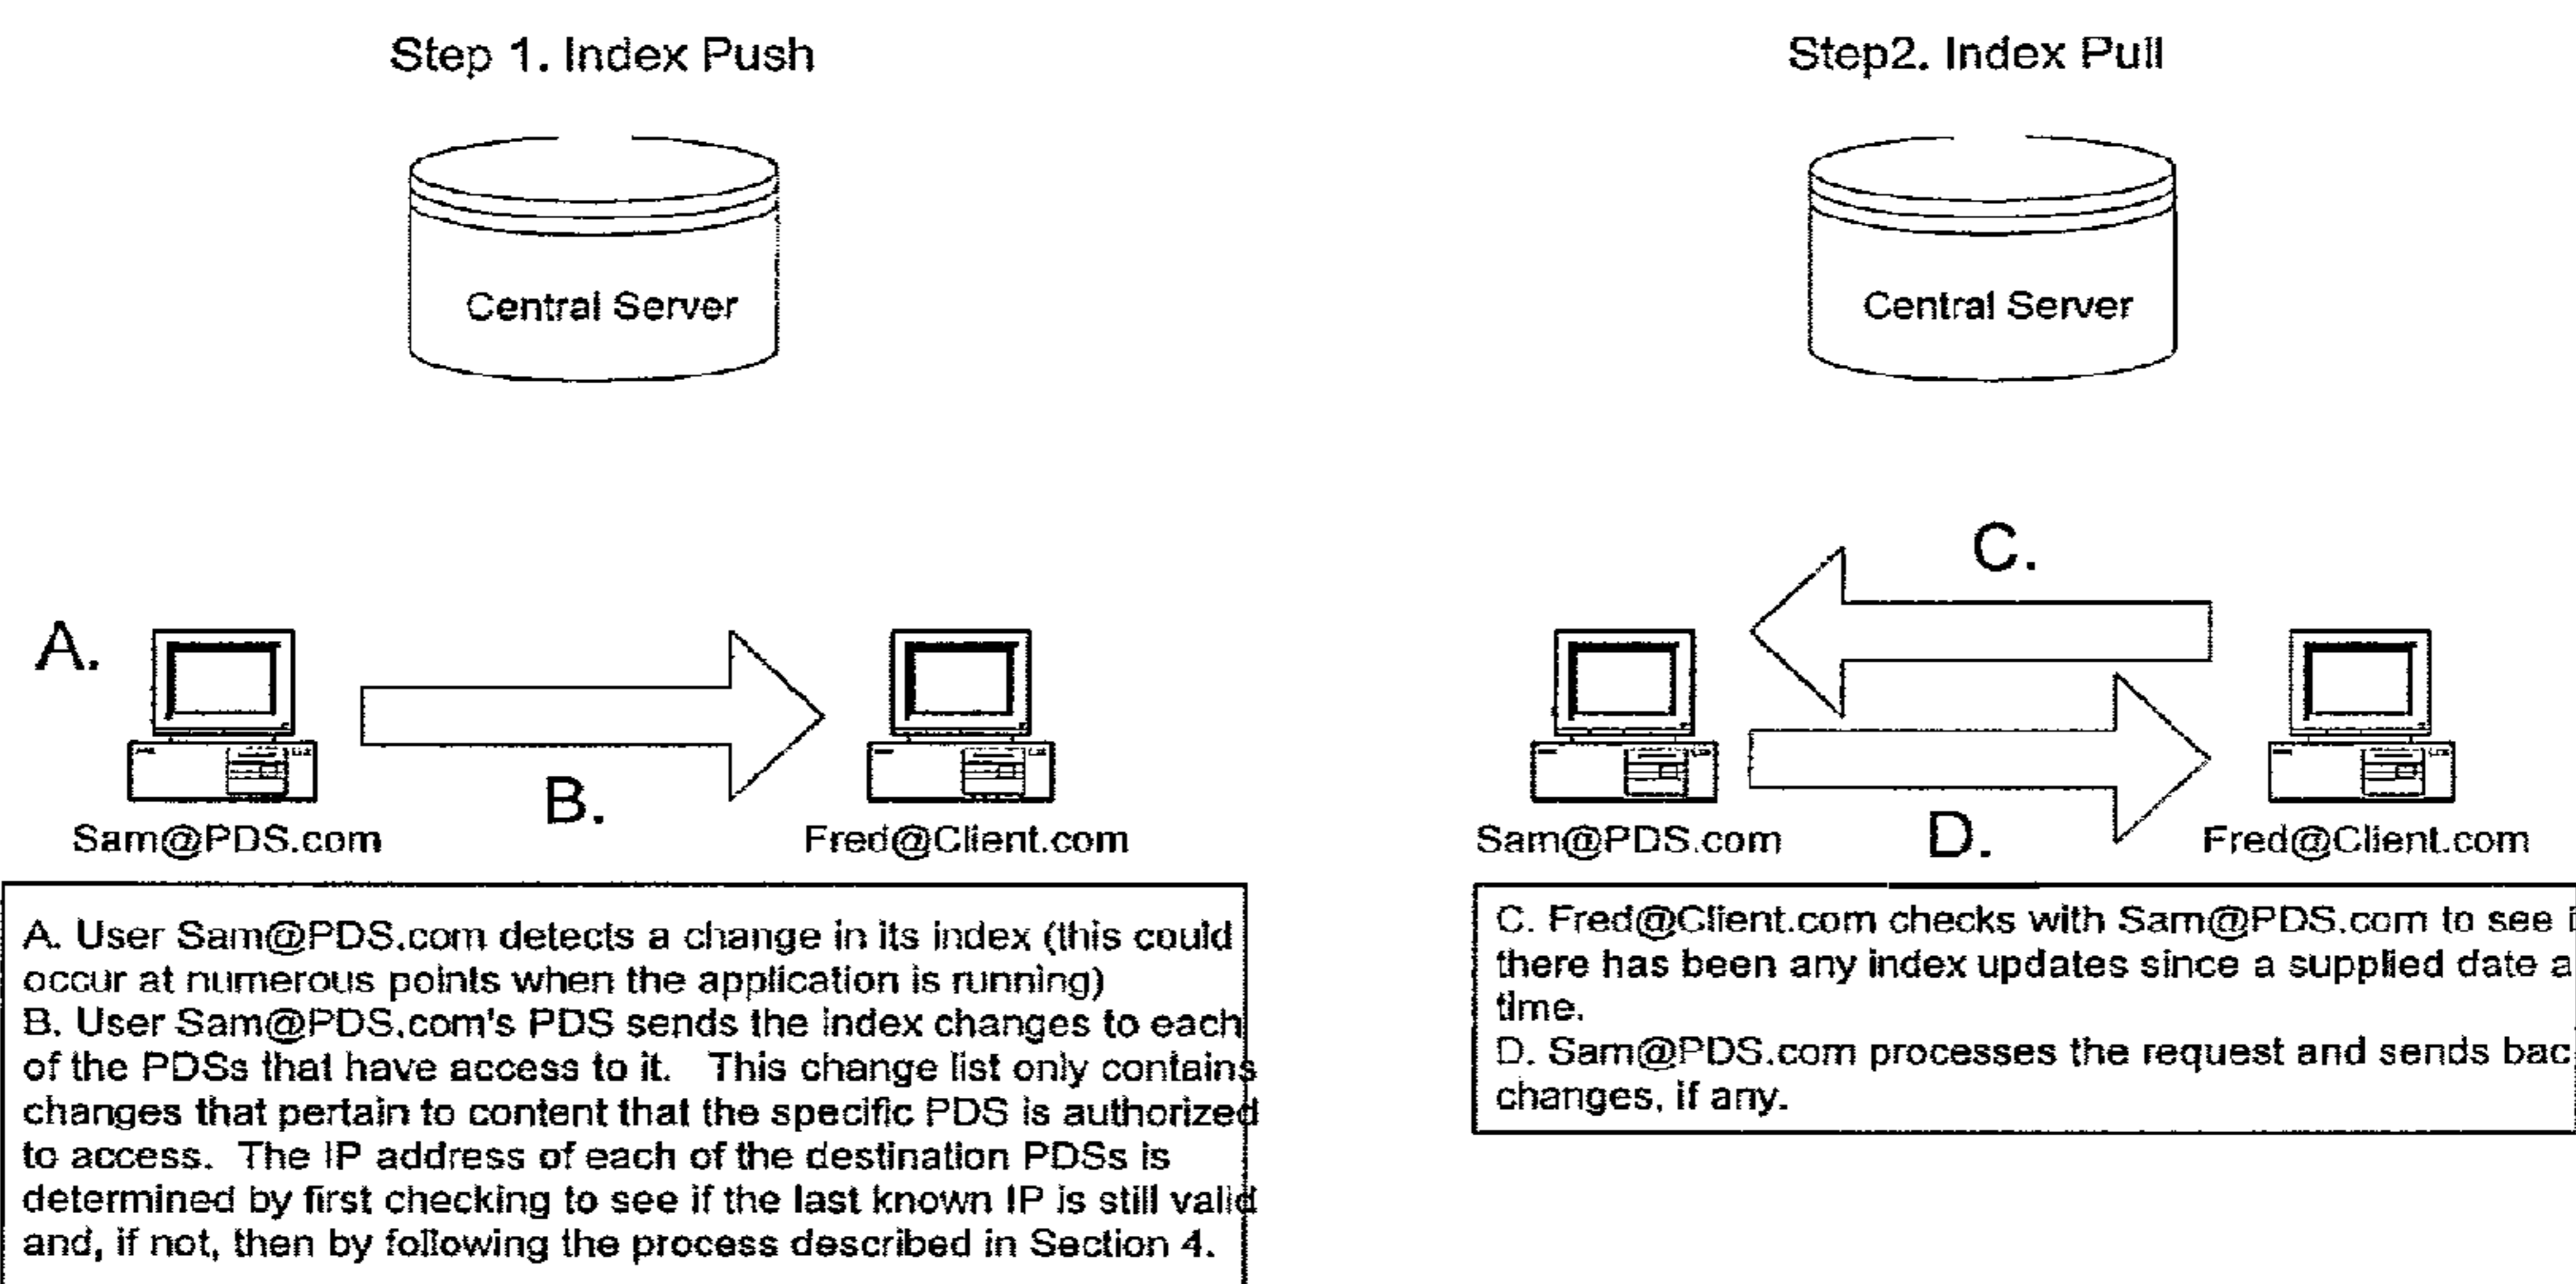 Step 1. Index Push
Central Server
A.
B.
Sam@PDS.com
Fred@Client.com
A. User Sam@PDS.com detects a change in its index (this could
occur at numerous points when the application is running)
B. User Sam@PDS.com's PDS sends the index changes to each
of the PDSs that have access to it. This change list only contains
changes that pertain to content that the specific PDS is authorized
to access. The IP address of each of the destination PDSs is
determined by first checking to see if the last known IP is still valid
and, if not, then by following the process described in Section 4.
Step2. Index Pull
Central Server
C.
D.
Sam@PDS.com
Fred@Client.com
C. Fred@Client.com checks with Sam@PDS.com to see
there has been any index updates since a supplied date
time.
D. Sam@PDS.com processes the request and sends
changes, if any.